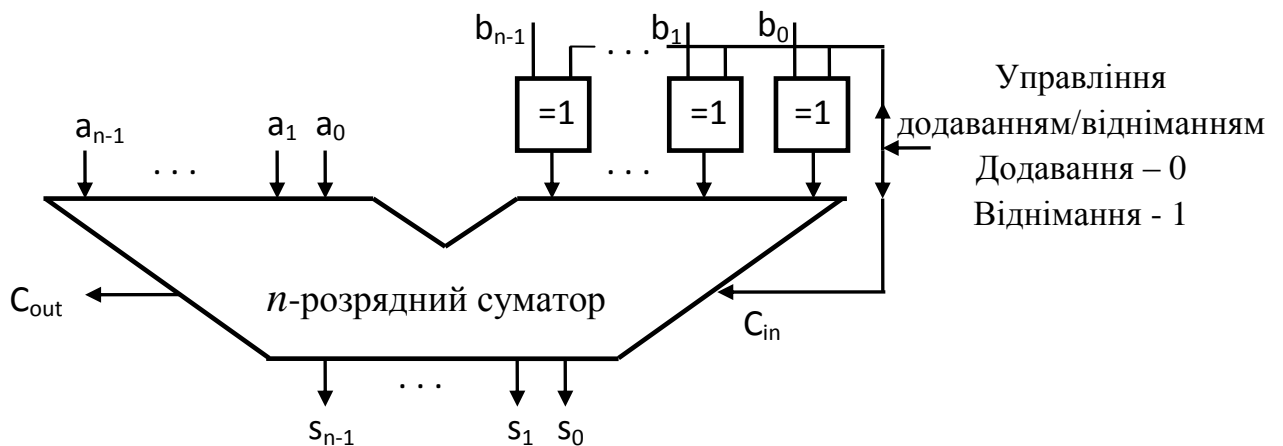 bₙ₋₁ . . . b₁ b₀
Управління
=1 =1 =1
додаванням/відніманням
aₙ₋₁ . . . a₁ a₀
. . .
Додавання – 0
Віднімання - 1
n-розрядний суматор
Cout
Cin
. . .
sₙ₋₁ s₁ s₀